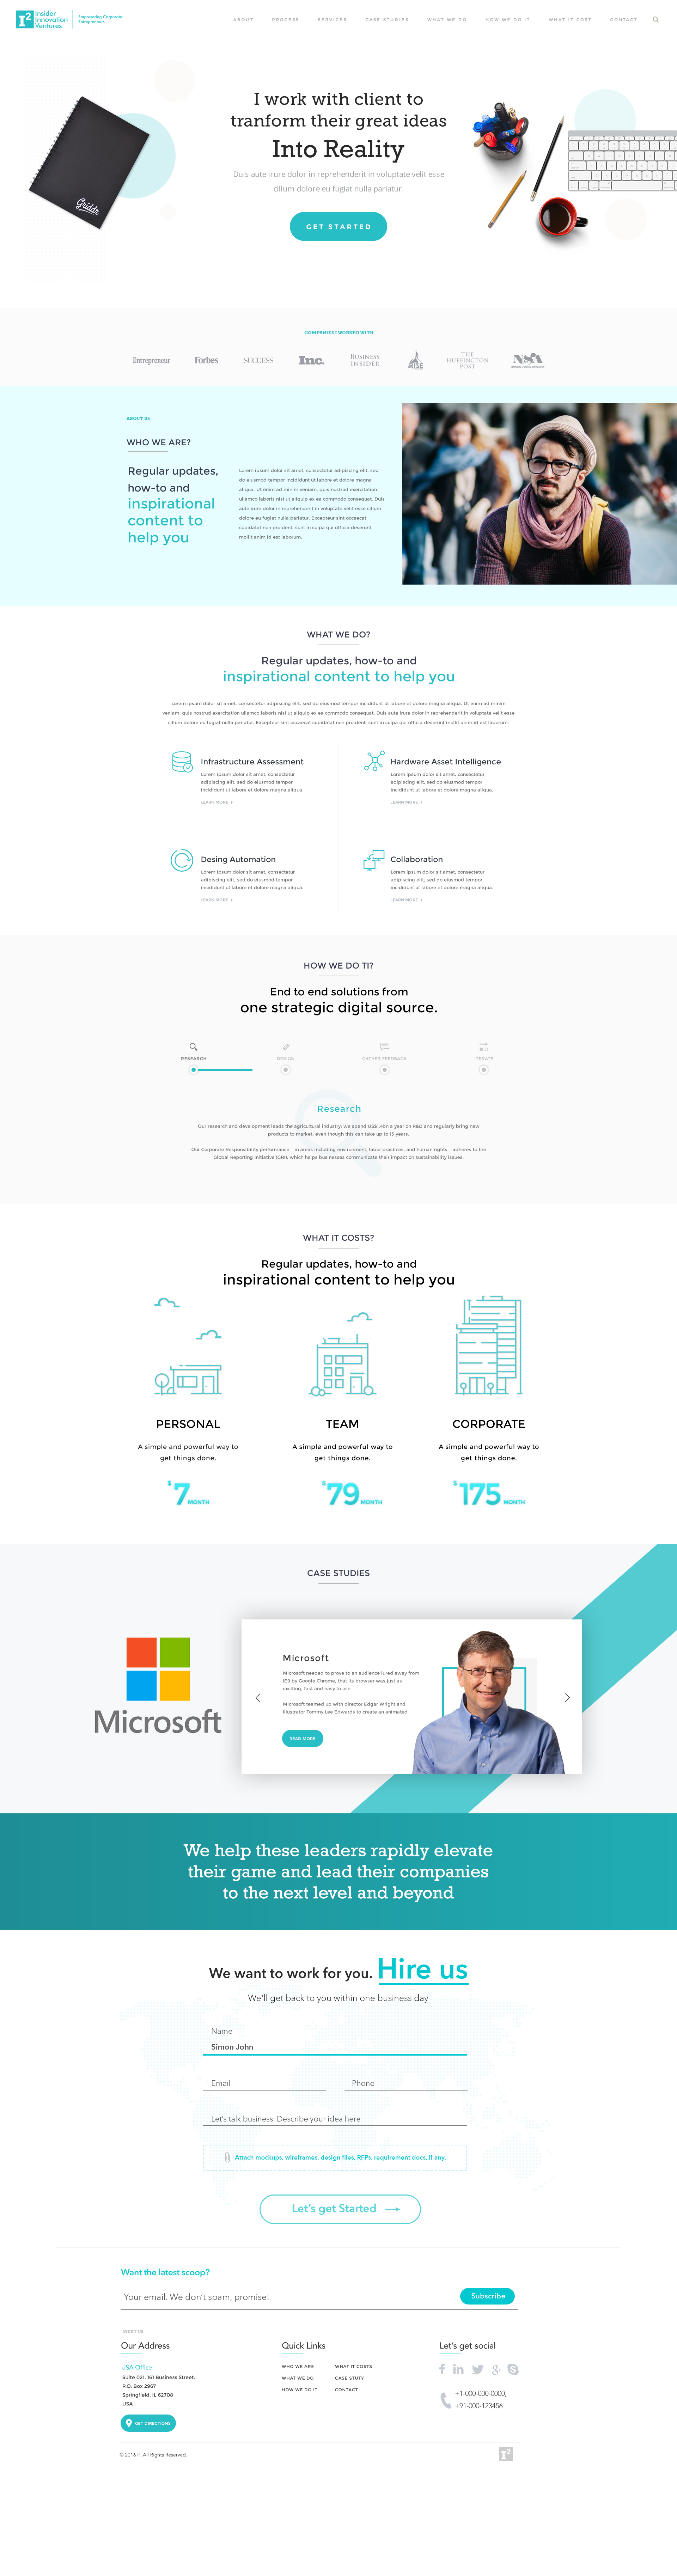 r²
Insider
Innovation
Ventures
Empowering Corporate
Entrepreneurs
ABOUT
PROCESS
SERVICES
CASE STUDIES
WHAT WE DO
HOW WE DO IT
WHAT IT COST
CONTACT
I work with client to
tranform their great ideas
Into Reality
Duis aute irure dolor in reprehenderit in voluptate velit esse
cillum dolore eu fugiat nulla pariatur.
GET STARTED
Griddr
COMPANIES I WORKED WITH
Entrepreneur
Forbes
SUCCESS
Inc.
BUSINESS
INSIDER
RISE
THE
HUFFINGTON
POST
NSA
ABOUT US
WHO WE ARE?
Regular updates,
how-to and
inspirational
content to
help you
Lorem ipsum dolor sit amet, consectetur adipiscing elit, sed
do eiusmod tempor incididunt ut labore et dolore magna
aliqua. Ut enim ad minim veniam, quis nostrud exercitation
ullamco laboris nisi ut aliquip ex ea commodo consequat. Duis
aute irure dolor in reprehenderit in voluptate velit esse cillum
dolore eu fugiat nulla pariatur. Excepteur sint occaecat
cupidatat non proident, sunt in culpa qui officia deserunt
mollit anim id est laborum.
WHAT WE DO?
Regular updates, how-to and
inspirational content to help you
Lorem ipsum dolor sit amet, consectetur adipiscing elit, sed do eiusmod tempor incididunt ut labore et dolore magna aliqua. Ut enim ad minim
veniam, quis nostrud exercitation ullamco laboris nisi ut aliquip ex ea commodo consequat. Duis aute irure dolor in reprehenderit in voluptate velit esse
cillum dolore eu fugiat nulla pariatur. Excepteur sint occaecat cupidatat non proident, sunt in culpa qui officia deserunt mollit anim id est laborum.
Infrastructure Assessment
Lorem ipsum dolor sit amet, consectetur
adipiscing elit, sed do eiusmod tempor
incididunt ut labore et dolore magna aliqua.
LEARN MORE
Hardware Asset Intelligence
Lorem ipsum dolor sit amet, consectetur
adipiscing elit, sed do eiusmod tempor
incididunt ut labore et dolore magna aliqua.
LEARN MORE
Desing Automation
Lorem ipsum dolor sit amet, consectetur
adipiscing elit, sed do eiusmod tempor
incididunt ut labore et dolore magna aliqua.
LEARN MORE
Collaboration
Lorem ipsum dolor sit amet, consectetur
adipiscing elit, sed do eiusmod tempor
incididunt ut labore et dolore magna aliqua.
LEARN MORE
HOW WE DO TI?
End to end solutions from
one strategic digital source.
RESEARCH
DESIGN
GATHER FEEDBACK
ITERATE
Research
Our research and development leads the agricultural industry: we spend US$1.4bn a year on R&D and regularly bring new
products to market, even though this can take up to 13 years.
Our Corporate Responsibility performance – in areas including environment, labor practices, and human rights – adheres to the
Global Reporting Initiative (GRI), which helps businesses communicate their impact on sustainability issues.
WHAT IT COSTS?
Regular updates, how-to and
inspirational content to help you
PERSONAL
A simple and powerful way to
get things done.
$7 MONTH
TEAM
A simple and powerful way to
get things done.
$79 MONTH
CORPORATE
A simple and powerful way to
get things done.
$175 MONTH
CASE STUDIES
Microsoft
Microsoft
Microsoft needed to prove to an audience lured away from
IE9 by Google Chrome, that its browser was just as
exciting, fast and easy to use.
Microsoft teamed up with director Edgar Wright and
illustrator Tommy Lee Edwards to create an animated
READ MORE
We help these leaders rapidly elevate
their game and lead their companies
to the next level and beyond
We want to work for you. Hire us
We'll get back to you within one business day
Name
Simon John
Email
Phone
Let's talk business. Describe your idea here
Attach mockups, wireframes, design files, RFPs, requirement docs, if any.
Let's get Started
Want the latest scoop?
Your email. We don't spam, promise!
Subscribe
MEET US
Our Address
USA Office
Suite 021, 161 Business Street.
P.O. Box 2967
Springfield, IL 62708
USA
GET DIRECTIONS
Quick Links
WHO WE ARE
WHAT WE DO
HOW WE DO IT
WHAT IT COSTS
CASE STUTY
CONTACT
Let's get social
+1-000-000-0000,
+91-000-123456
© 2016 i². All Rights Reserved.
r²